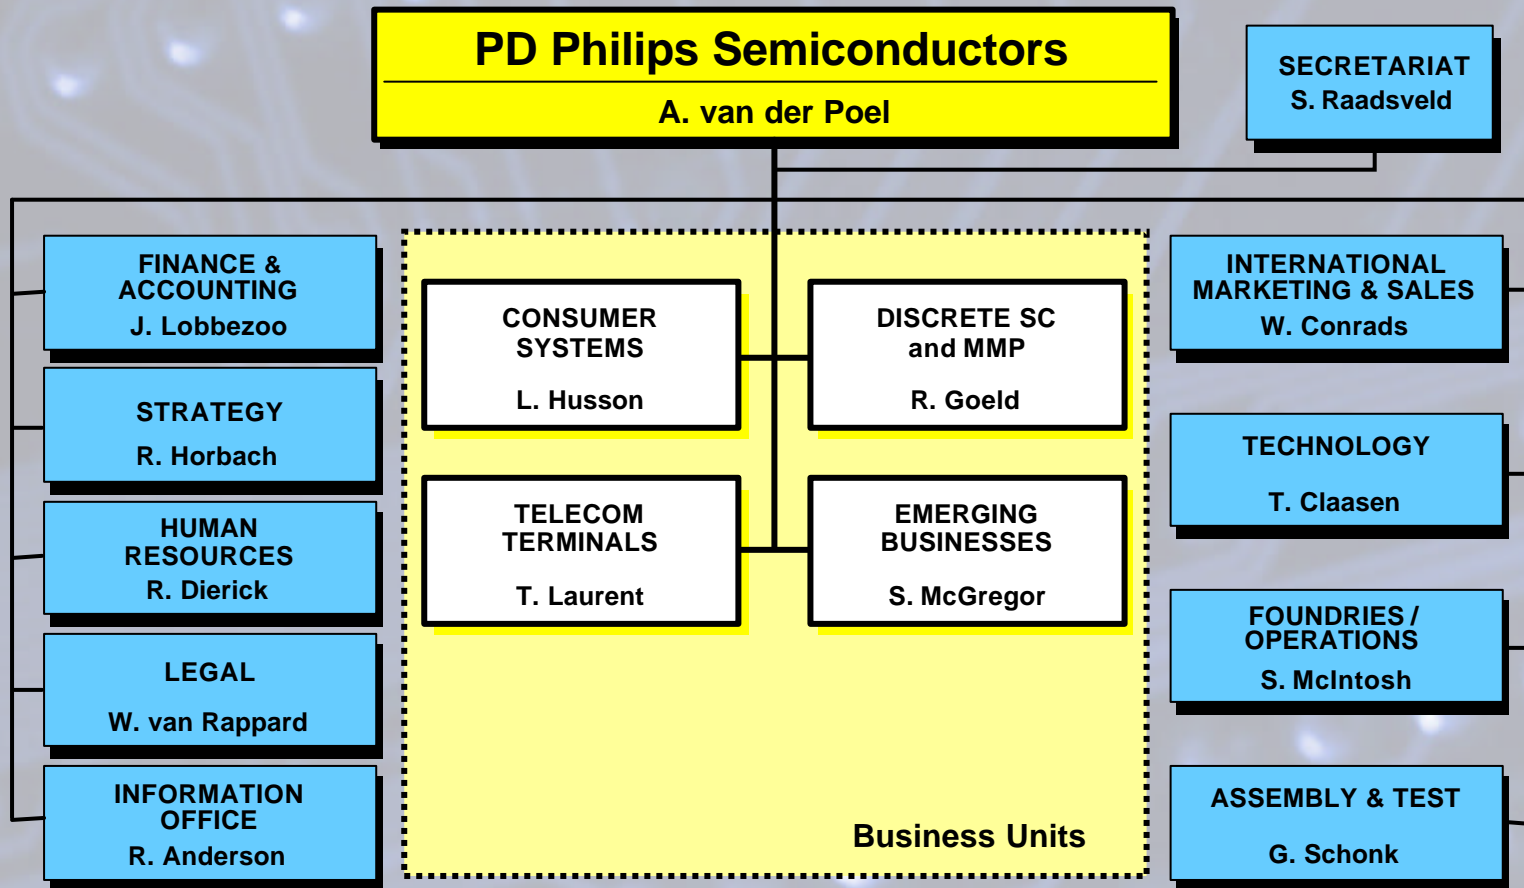 PD Philips Semiconductors
A. van der Poel
SECRETARIAT
S. Raadsveld
FINANCE &
ACCOUNTING
J. Lobbezoo
STRATEGY
R. Horbach
HUMAN
RESOURCES
R. Dierick
LEGAL
W. van Rappard
INFORMATION
OFFICE
R. Anderson
CONSUMER
SYSTEMS
L. Husson
DISCRETE SC
and MMP
R. Goeld
TELECOM
TERMINALS
T. Laurent
EMERGING
BUSINESSES
S. McGregor
Business Units
INTERNATIONAL
MARKETING & SALES
W. Conrads
TECHNOLOGY
T. Claasen
FOUNDRIES /
OPERATIONS
S. McIntosh
ASSEMBLY & TEST
G. Schonk